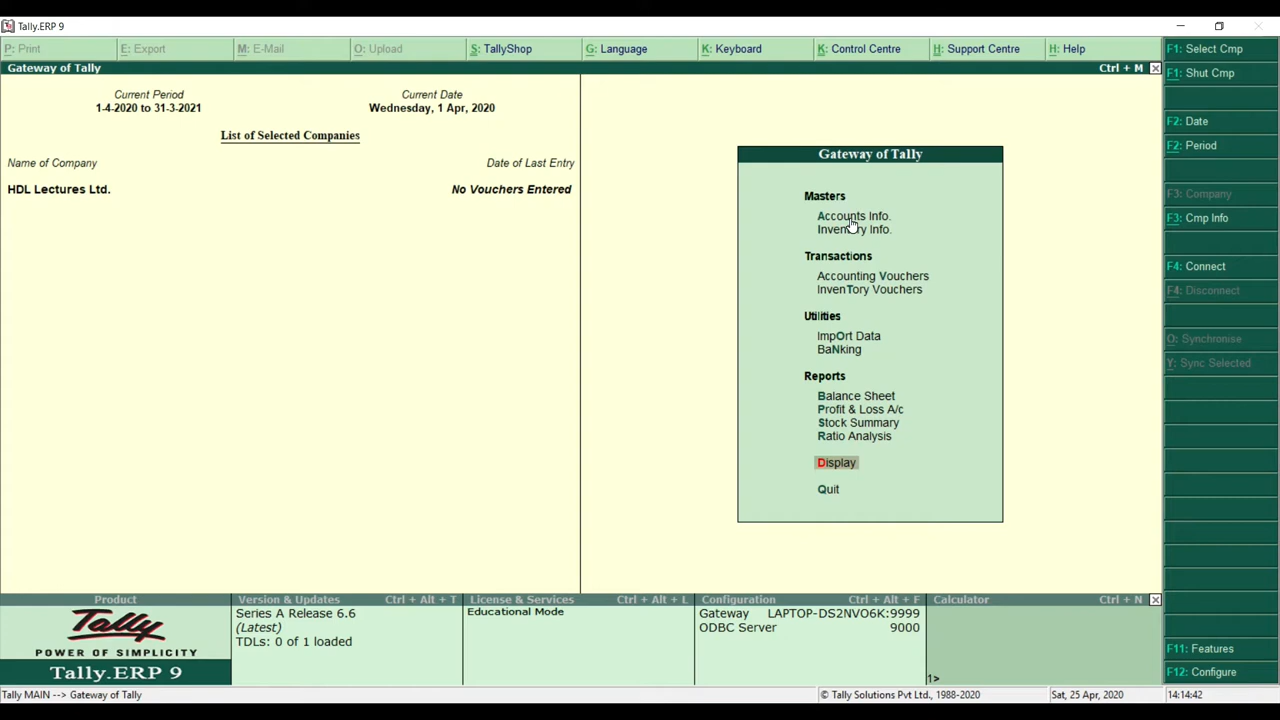 Tally.ERP 9
P: Print E: Export M: E-Mail O: Upload S: TallyShop G: Language K: Keyboard K: Control Centre H: Support Centre H: Help
Gateway of Tally Ctrl + M
Current Period Current Date
1-4-2020 to 31-3-2021 Wednesday, 1 Apr, 2020
List of Selected Companies
Name of Company Date of Last Entry
HDL Lectures Ltd. No Vouchers Entered
Gateway of Tally
Masters
Accounts Info.
Inventory Info.
Transactions
Accounting Vouchers
InvenTory Vouchers
Utilities
ImpOrt Data
BaNking
Reports
Balance Sheet
Profit & Loss A/c
Stock Summary
Ratio Analysis
Display
Quit
F1: Select Cmp
F1: Shut Cmp
F2: Date
F2: Period
F3: Company
F3: Cmp Info
F4: Connect
F4: Disconnect
O: Synchronise
Y: Sync Selected
F11: Features
F12: Configure
Product
Tally
POWER OF SIMPLICITY
Tally.ERP 9
Version & Updates Ctrl + Alt + T
Series A Release 6.6
(Latest)
TDLs: 0 of 1 loaded
License & Services Ctrl + Alt + L
Educational Mode
Configuration Ctrl + Alt + F
Gateway LAPTOP-DS2NVO6K:9999
ODBC Server 9000
Calculator Ctrl + N
1>
Tally MAIN --> Gateway of Tally © Tally Solutions Pvt Ltd., 1988-2020 Sat, 25 Apr, 2020 14:14:42